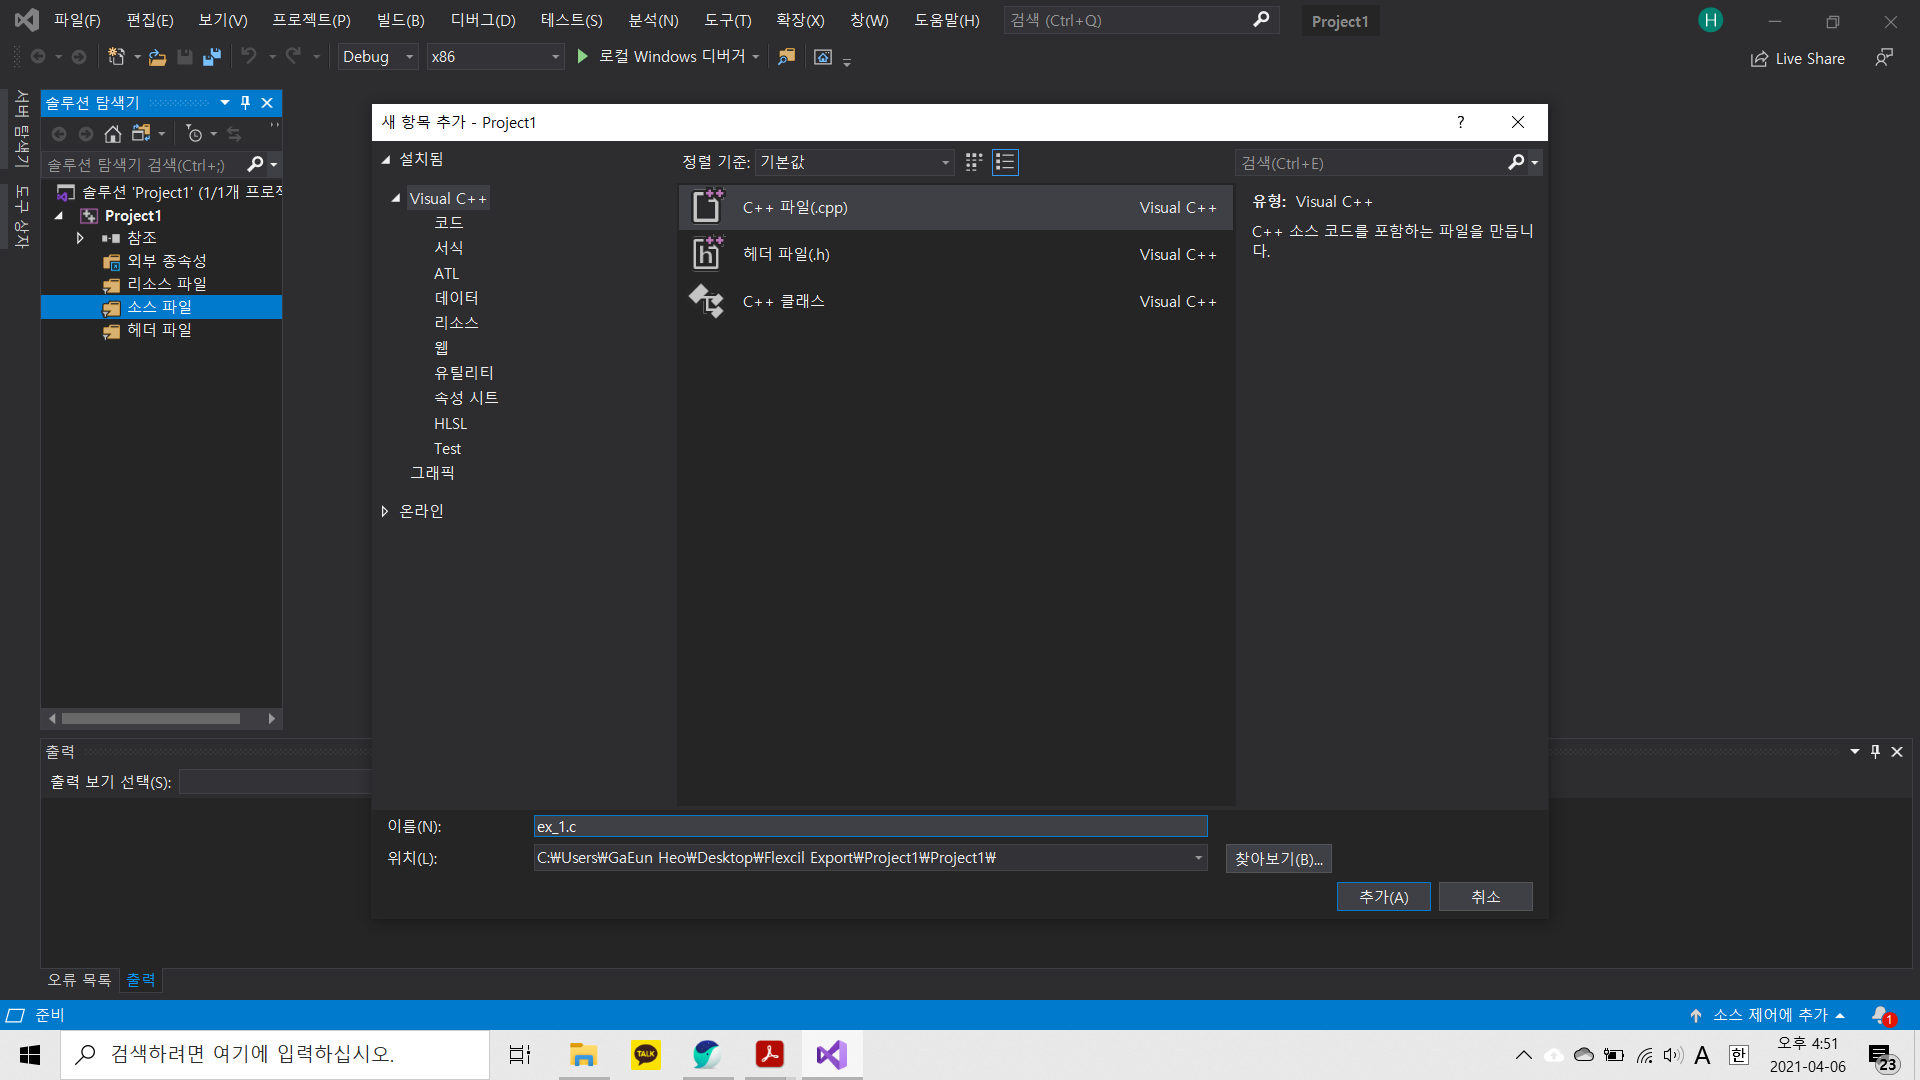 파일(F) 편집(E) 보기(V) 프로젝트(P) 빌드(B) 디버그(D) 테스트(S) 분석(N) 도구(T) 확장(X) 창(W) 도움말(H) 검색 (Ctrl+Q) Project1 H
Debug x86 로컬 Windows 디버거 Live Share
서버 탐색기
도구 상자
솔루션 탐색기
솔루션 탐색기 검색(Ctrl+;)
솔루션 'Project1' (1/1개 프로젝
Project1
참조
외부 종속성
리소스 파일
소스 파일
헤더 파일
새 항목 추가 - Project1 ?
설치됨
Visual C++
코드
서식
ATL
데이터
리소스
웹
유틸리티
속성 시트
HLSL
Test
그래픽
온라인
정렬 기준: 기본값
C++ 파일(.cpp) Visual C++
헤더 파일(.h) Visual C++
C++ 클래스 Visual C++
검색(Ctrl+E)
유형: Visual C++
C++ 소스 코드를 포함하는 파일을 만듭니
다.
이름(N): ex_1.c
위치(L): C:₩Users₩GaEun Heo₩Desktop₩Flexcil Export₩Project1₩Project1₩ 찾아보기(B)...
추가(A) 취소
출력
출력 보기 선택(S):
오류 목록 출력
준비 소스 제어에 추가 1
검색하려면 여기에 입력하십시오. TALK A 한 오후 4:51
2021-04-06 23